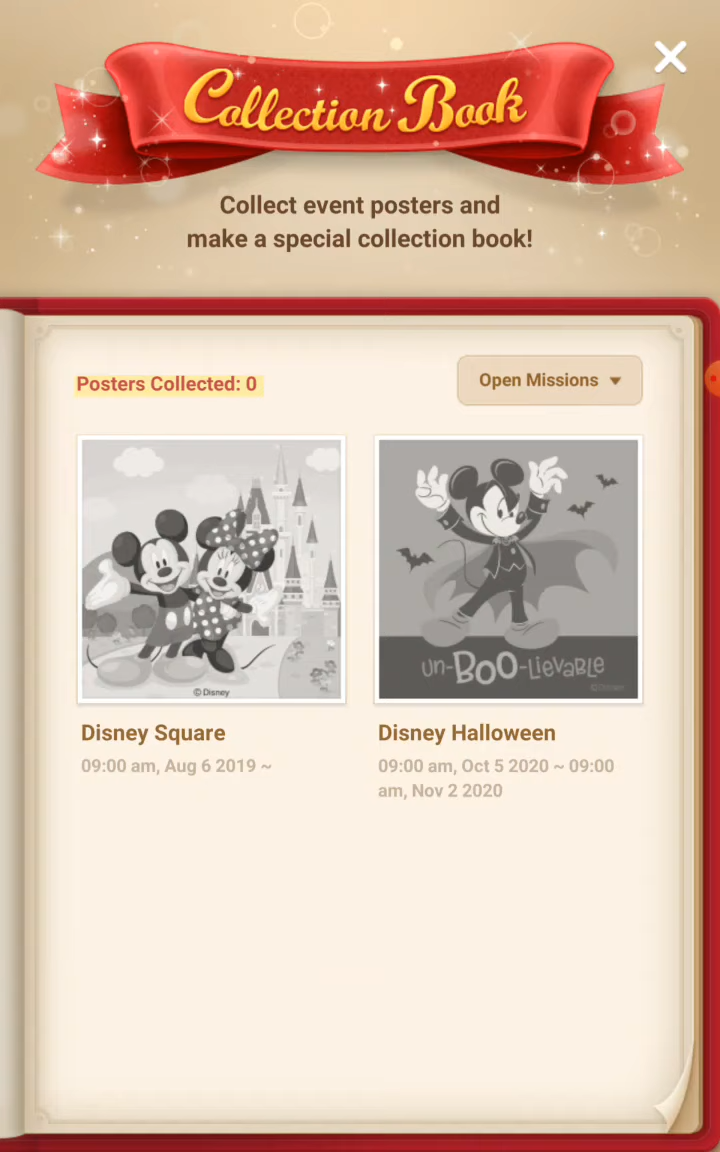 Collection Book
Collect event posters and
make a special collection book!
Posters Collected: 0
Open Missions
© Disney
un-BOO-Lievable
©Disney
Disney Square
09:00 am, Aug 6 2019 ~
Disney Halloween
09:00 am, Oct 5 2020 ~ 09:00
am, Nov 2 2020